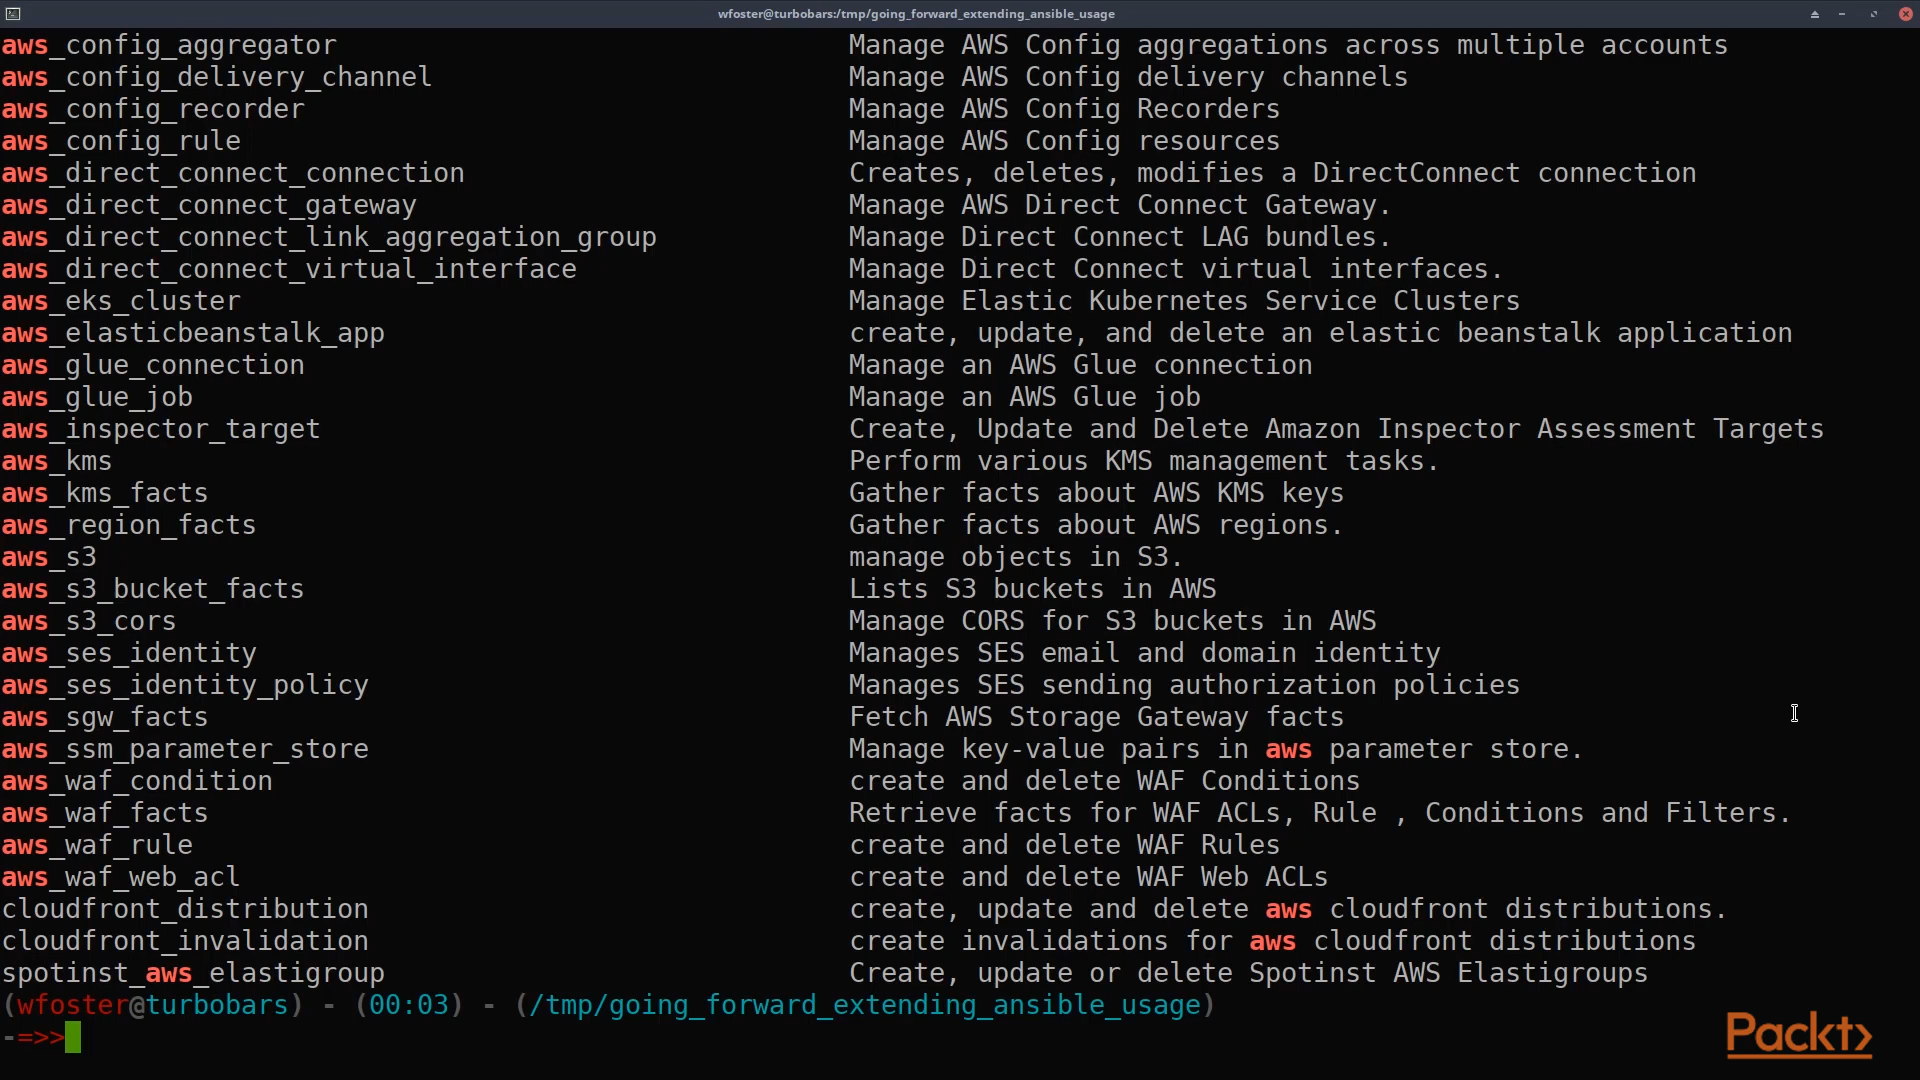 wfoster@turbobars:/tmp/going_forward_extending_ansible_usage
aws_config_aggregator Manage AWS Config aggregations across multiple accounts
aws_config_delivery_channel Manage AWS Config delivery channels
aws_config_recorder Manage AWS Config Recorders
aws_config_rule Manage AWS Config resources
aws_direct_connect_connection Creates, deletes, modifies a DirectConnect connection
aws_direct_connect_gateway Manage AWS Direct Connect Gateway.
aws_direct_connect_link_aggregation_group Manage Direct Connect LAG bundles.
aws_direct_connect_virtual_interface Manage Direct Connect virtual interfaces.
aws_eks_cluster Manage Elastic Kubernetes Service Clusters
aws_elasticbeanstalk_app create, update, and delete an elastic beanstalk application
aws_glue_connection Manage an AWS Glue connection
aws_glue_job Manage an AWS Glue job
aws_inspector_target Create, Update and Delete Amazon Inspector Assessment Targets
aws_kms Perform various KMS management tasks.
aws_kms_facts Gather facts about AWS KMS keys
aws_region_facts Gather facts about AWS regions.
aws_s3 manage objects in S3.
aws_s3_bucket_facts Lists S3 buckets in AWS
aws_s3_cors Manage CORS for S3 buckets in AWS
aws_ses_identity Manages SES email and domain identity
aws_ses_identity_policy Manages SES sending authorization policies
aws_sgw_facts Fetch AWS Storage Gateway facts
aws_ssm_parameter_store Manage key-value pairs in aws parameter store.
aws_waf_condition create and delete WAF Conditions
aws_waf_facts Retrieve facts for WAF ACLs, Rule , Conditions and Filters.
aws_waf_rule create and delete WAF Rules
aws_waf_web_acl create and delete WAF Web ACLs
cloudfront_distribution create, update and delete aws cloudfront distributions.
cloudfront_invalidation create invalidations for aws cloudfront distributions
spotinst_aws_elastigroup Create, update or delete Spotinst AWS Elastigroups
(wfoster@turbobars) - (00:03) - (/tmp/going_forward_extending_ansible_usage)
-=>>
Packt>